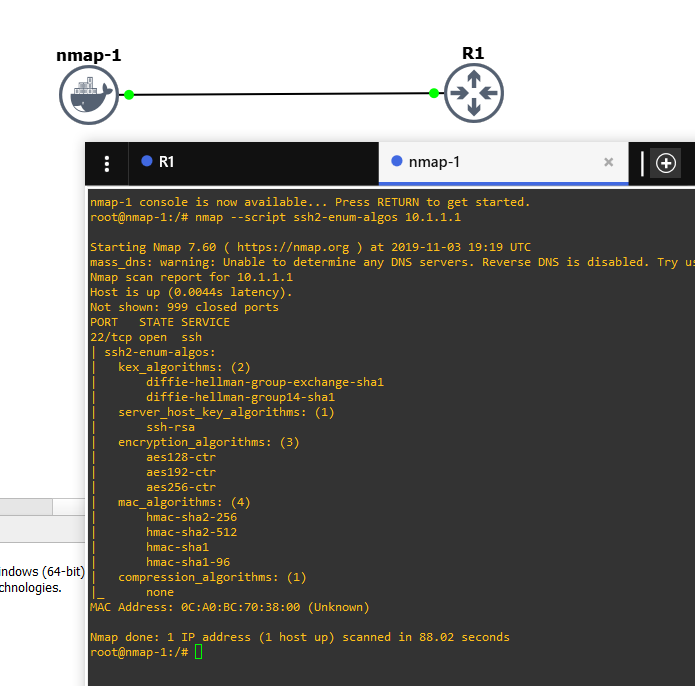 nmap-1
R1
R1
nmap-1
nmap-1 console is now available... Press RETURN to get started.
root@nmap-1:/# nmap --script ssh2-enum-algos 10.1.1.1
Starting Nmap 7.60 ( https://nmap.org ) at 2019-11-03 19:19 UTC
mass_dns: warning: Unable to determine any DNS servers. Reverse DNS is disabled. Try us
Nmap scan report for 10.1.1.1
Host is up (0.0044s latency).
Not shown: 999 closed ports
PORT   STATE SERVICE
22/tcp open  ssh
| ssh2-enum-algos:
|   kex_algorithms: (2)
|       diffie-hellman-group-exchange-sha1
|       diffie-hellman-group14-sha1
|   server_host_key_algorithms: (1)
|       ssh-rsa
|   encryption_algorithms: (3)
|       aes128-ctr
|       aes192-ctr
|       aes256-ctr
|   mac_algorithms: (4)
|       hmac-sha2-256
|       hmac-sha2-512
|       hmac-sha1
|       hmac-sha1-96
|   compression_algorithms: (1)
|_      none
MAC Address: 0C:A0:BC:70:38:00 (Unknown)
Nmap done: 1 IP address (1 host up) scanned in 88.02 seconds
root@nmap-1:/#
indows (64-bit)
chnologies.